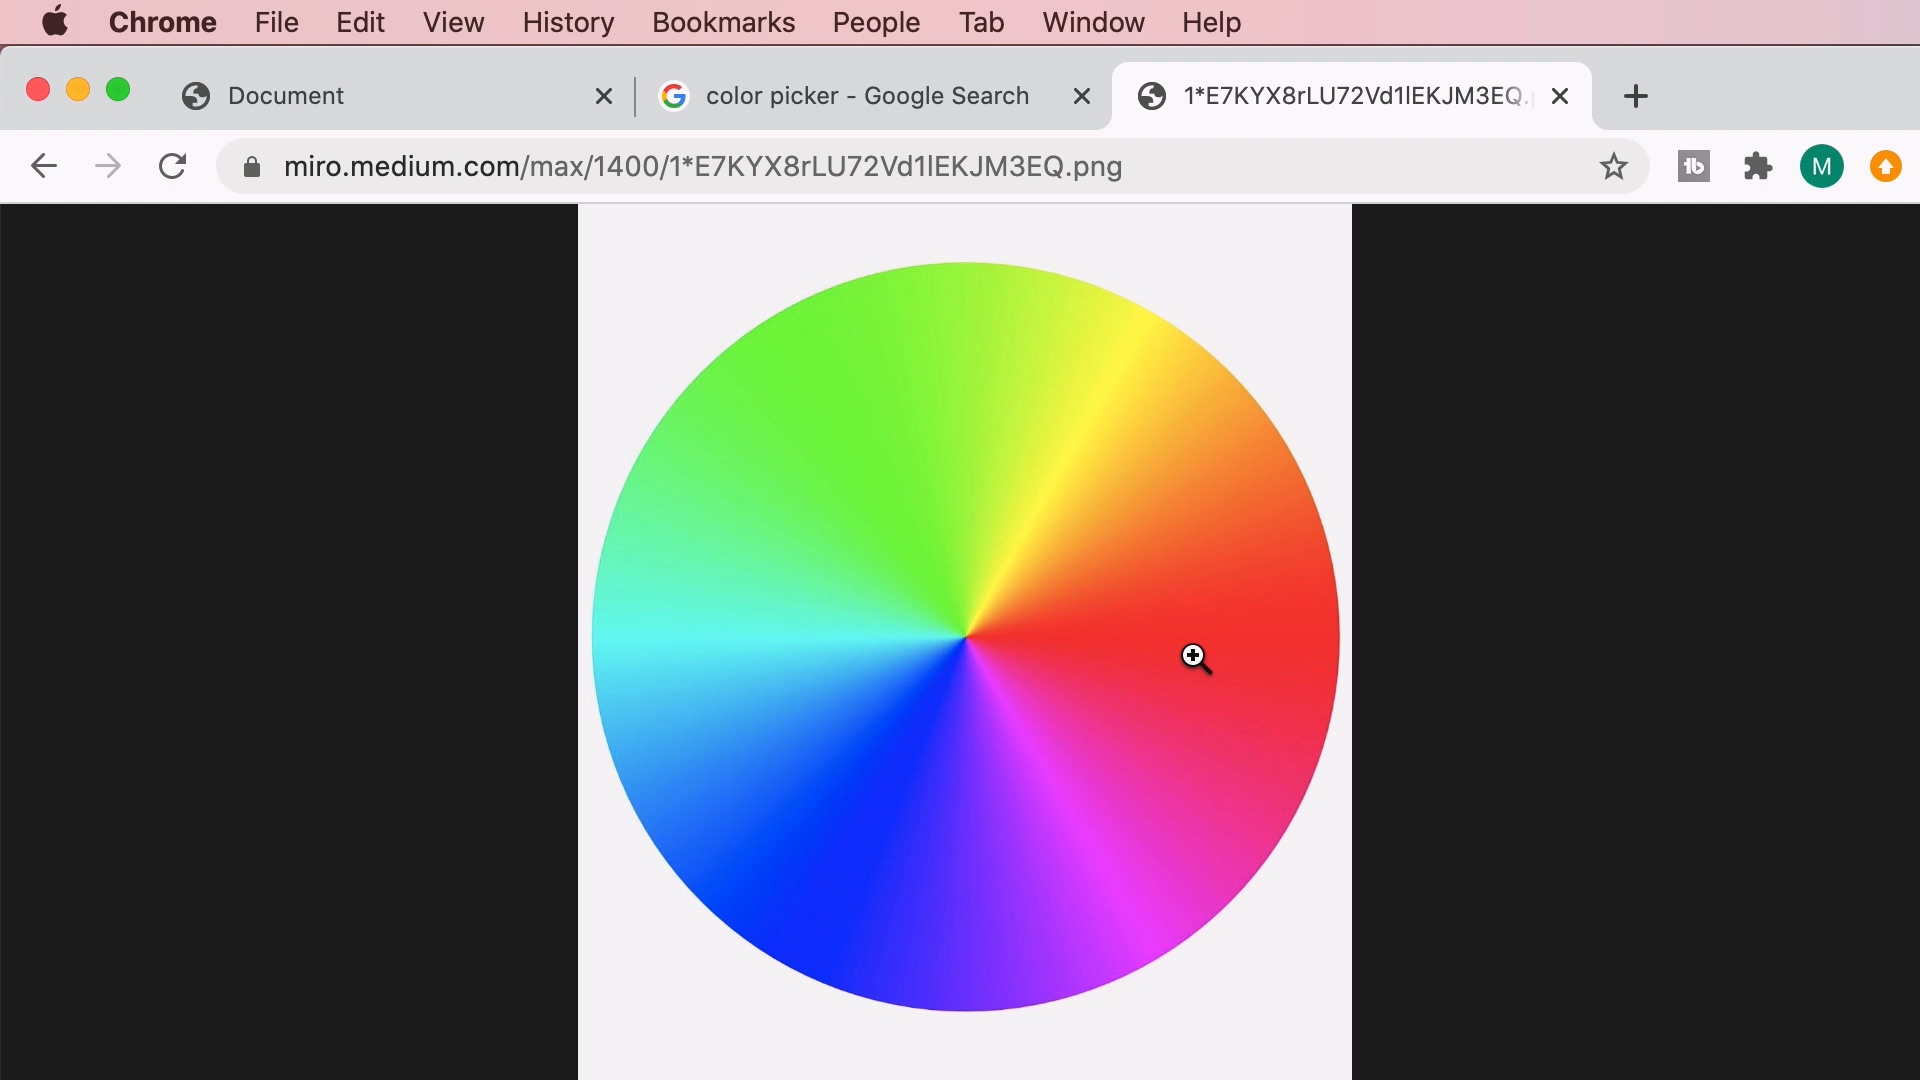 Chrome File Edit View History Bookmarks People Tab Window Help
Document
color picker - Google Search
1*E7KYX8rLU72Vd1lEKJM3EQ.
miro.medium.com/max/1400/1*E7KYX8rLU72Vd1lEKJM3EQ.png
M